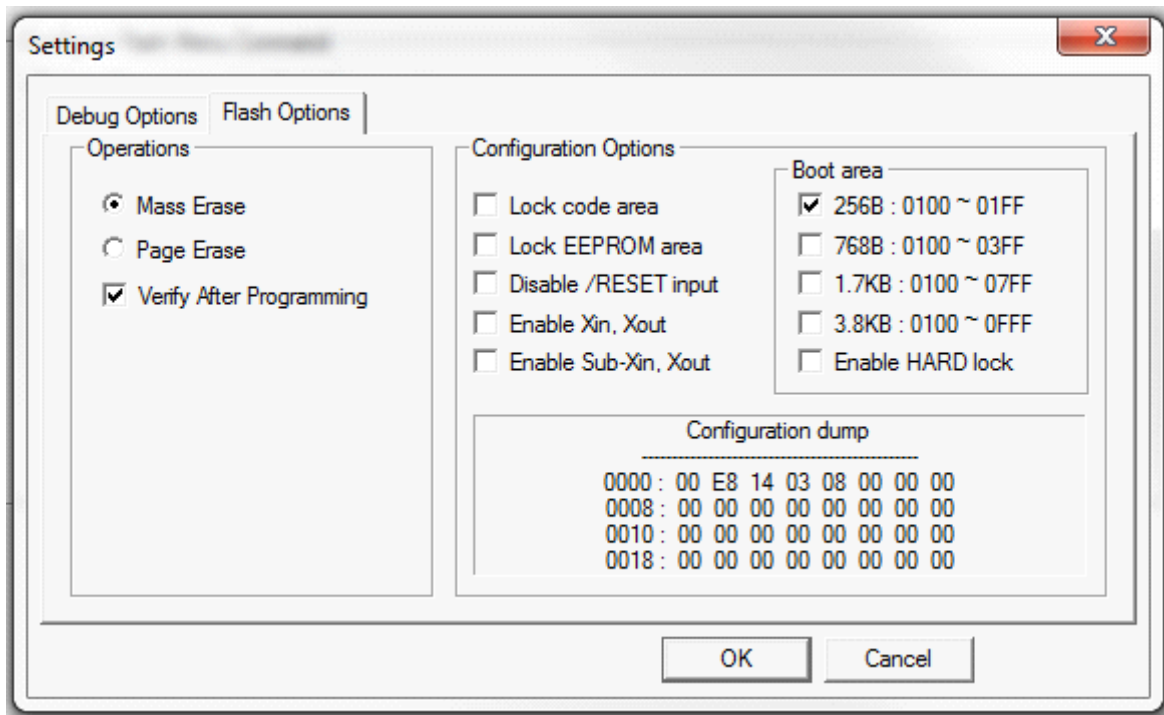 Settings
Debug Options
Flash Options
Operations
Mass Erase
Page Erase
Verify After Programming
Configuration Options
Lock code area
Lock EEPROM area
Disable /RESET input
Enable Xin, Xout
Enable Sub-Xin, Xout
Boot area
256B : 0100 ~ 01FF
768B : 0100 ~ 03FF
1.7KB : 0100 ~ 07FF
3.8KB : 0100 ~ 0FFF
Enable HARD lock
Configuration dump
0000 : 00 E8 14 03 08 00 00 00
0008 : 00 00 00 00 00 00 00 00
0010 : 00 00 00 00 00 00 00 00
0018 : 00 00 00 00 00 00 00 00
OK
Cancel